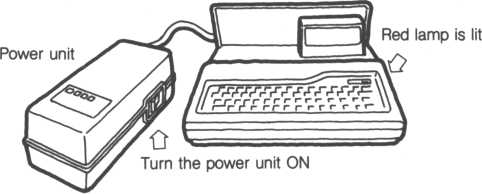 Red lamp is lit
Power unit
Turn the power unit ON